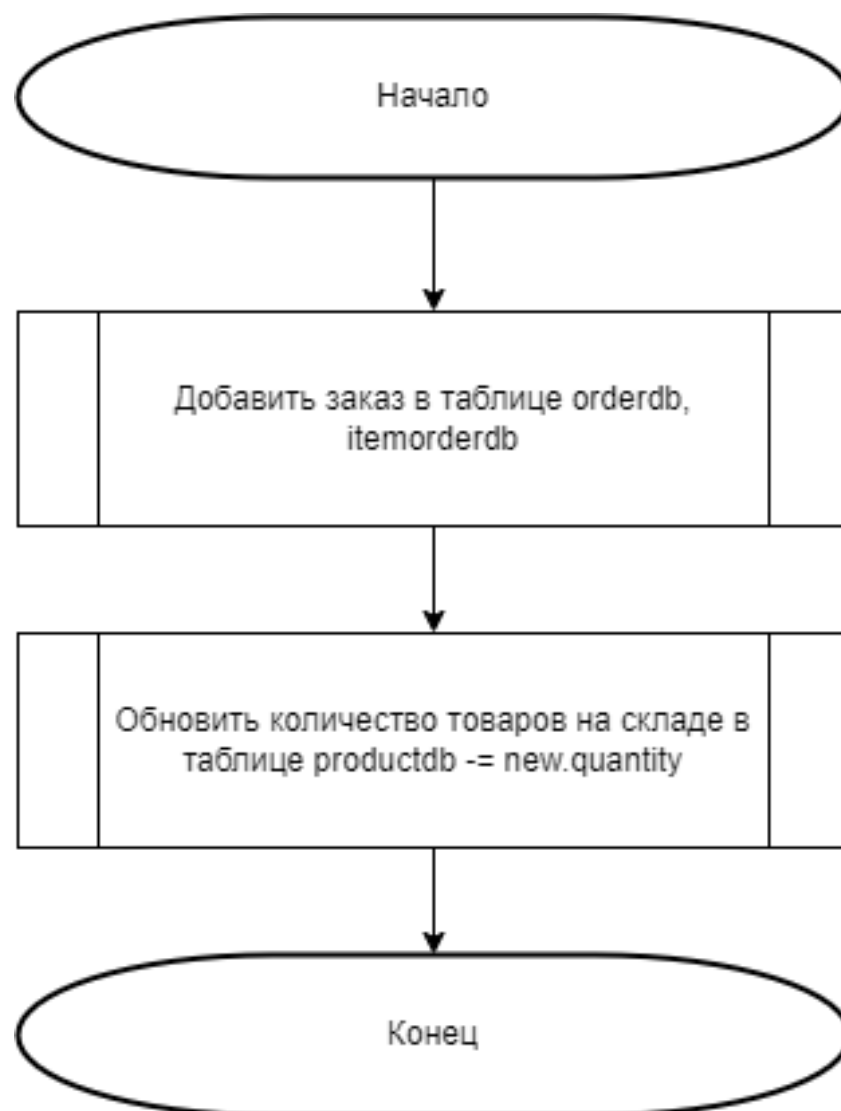 Начало
Добавить заказ в таблице orderdb,
itemorderdb
Обновить количество товаров на складе в
таблице productdb -= new.quantity
Конец